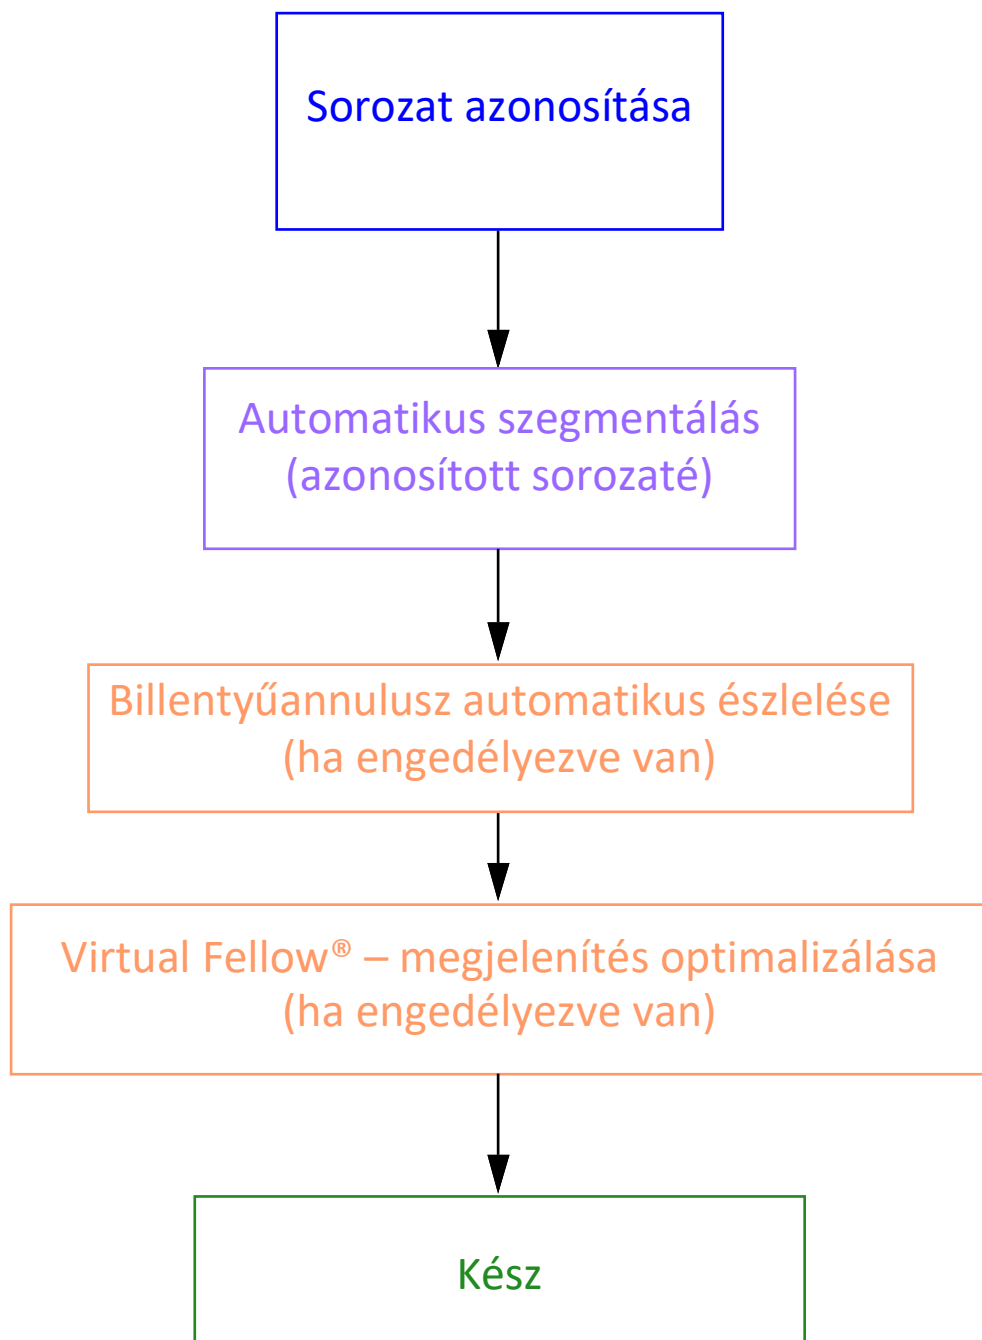 Sorozat azonosítása
Automatikus szegmentálás
(azonosított sorozaté)
Billentyűannulusz automatikus észlelése
(ha engedélyezve van)
Virtual Fellow® – megjelenítés optimalizálása
(ha engedélyezve van)
Kész